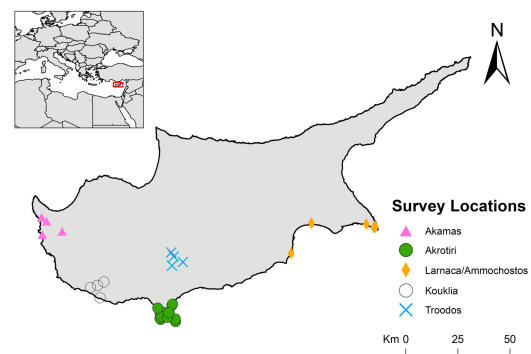 N
Survey Locations
Akamas
Akrotiri
Larnaca/Ammochostos
Kouklia
Troodos
Km 0 25 50